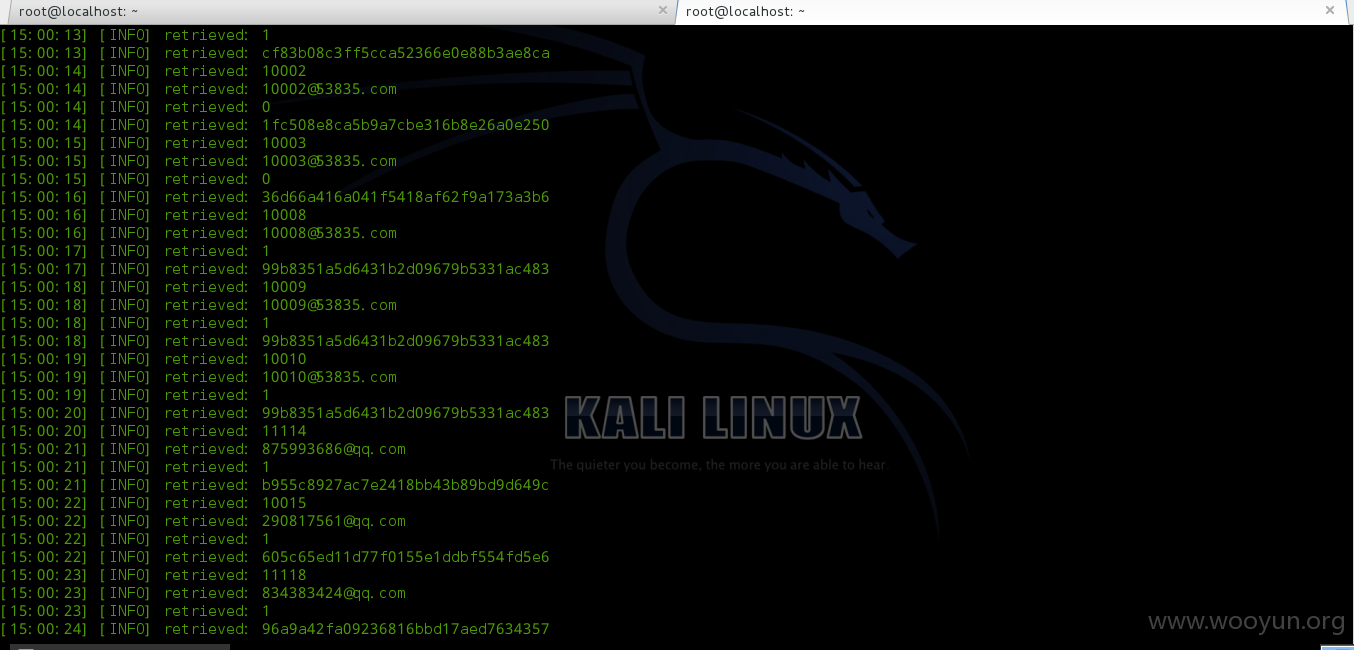 root@localhost: ~
root@localhost: ~
[15:00:13] [INFO] retrieved: 1
[15:00:13] [INFO] retrieved: cf83b08c3ff5cca52366e0e88b3ae8ca
[15:00:14] [INFO] retrieved: 10002
[15:00:14] [INFO] retrieved: 10002@53835.com
[15:00:14] [INFO] retrieved: 0
[15:00:14] [INFO] retrieved: 1fc508e8ca5b9a7cbe316b8e26a0e250
[15:00:15] [INFO] retrieved: 10003
[15:00:15] [INFO] retrieved: 10003@53835.com
[15:00:15] [INFO] retrieved: 0
[15:00:16] [INFO] retrieved: 36d66a416a041f5418af62f9a173a3b6
[15:00:16] [INFO] retrieved: 10008
[15:00:16] [INFO] retrieved: 10008@53835.com
[15:00:17] [INFO] retrieved: 1
[15:00:17] [INFO] retrieved: 99b8351a5d6431b2d09679b5331ac483
[15:00:18] [INFO] retrieved: 10009
[15:00:18] [INFO] retrieved: 10009@53835.com
[15:00:18] [INFO] retrieved: 1
[15:00:18] [INFO] retrieved: 99b8351a5d6431b2d09679b5331ac483
[15:00:19] [INFO] retrieved: 10010
[15:00:19] [INFO] retrieved: 10010@53835.com
[15:00:19] [INFO] retrieved: 1
[15:00:20] [INFO] retrieved: 99b8351a5d6431b2d09679b5331ac483
[15:00:20] [INFO] retrieved: 11114
[15:00:21] [INFO] retrieved: 875993686@qq.com
[15:00:21] [INFO] retrieved: 1
[15:00:21] [INFO] retrieved: b955c8927ac7e2418bb43b89bd9d649c
[15:00:22] [INFO] retrieved: 10015
[15:00:22] [INFO] retrieved: 290817561@qq.com
[15:00:22] [INFO] retrieved: 1
[15:00:22] [INFO] retrieved: 605c65ed11d77f0155e1ddbf554fd5e6
[15:00:23] [INFO] retrieved: 11118
[15:00:23] [INFO] retrieved: 834383424@qq.com
[15:00:23] [INFO] retrieved: 1
[15:00:24] [INFO] retrieved: 96a9a42fa09236816bbd17aed7634357
KALI LINUX
The quieter you become, the more you are able to hear
www.wooyun.org